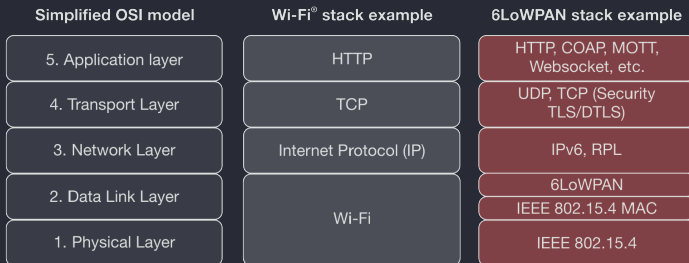 Simplified OSI model
Wi-Fi® stack example
6LoWPAN stack example
5. Application layer
HTTP
HTTP, COAP, MOTT,
Websocket, etc.
4. Transport Layer
TCP
UDP, TCP (Security
TLS/DTLS)
3. Network Layer
Internet Protocol (IP)
IPv6, RPL
2. Data Link Layer
Wi-Fi
6LoWPAN
IEEE 802.15.4 MAC
1. Physical Layer
IEEE 802.15.4